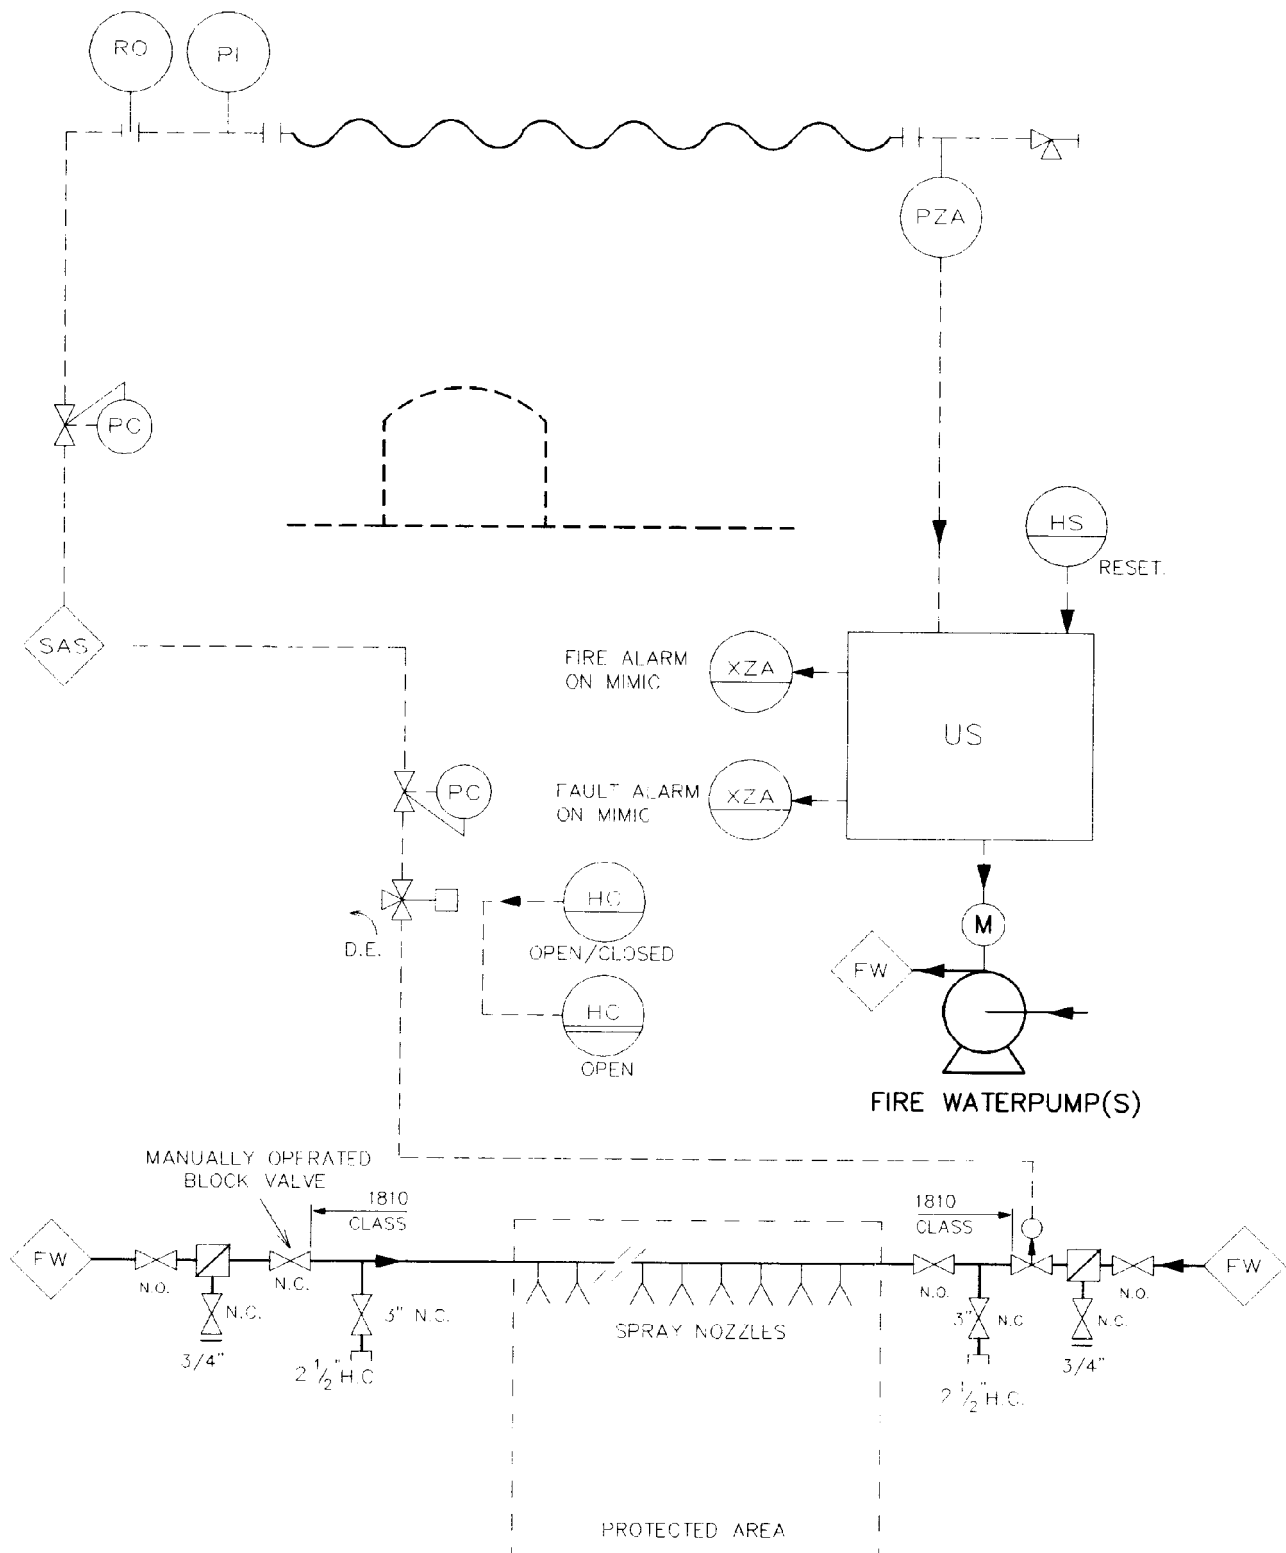 RO
PI
PZA
PC
HS
RESET.
SAS
FIRE ALARM
ON MIMIC
XZA
US
PC
FAULT ALARM
ON MIMIC
XZA
HC
OPEN/CLOSED
D.E.
HC
OPEN
M
FW
FIRE WATERPUMP(S)
MANUALLY OPERATED
BLOCK VALVE
1810
CLASS
1810
CLASS
FW
N.O.
N.C.
N.C.
3" N.C.
3/4"
2 1/2" H.C
SPRAY NOZZLES
N.O.
3"
N.C
N.C.
N.O.
FW
3/4"
2 1/2" H.C.
PROTECTED AREA